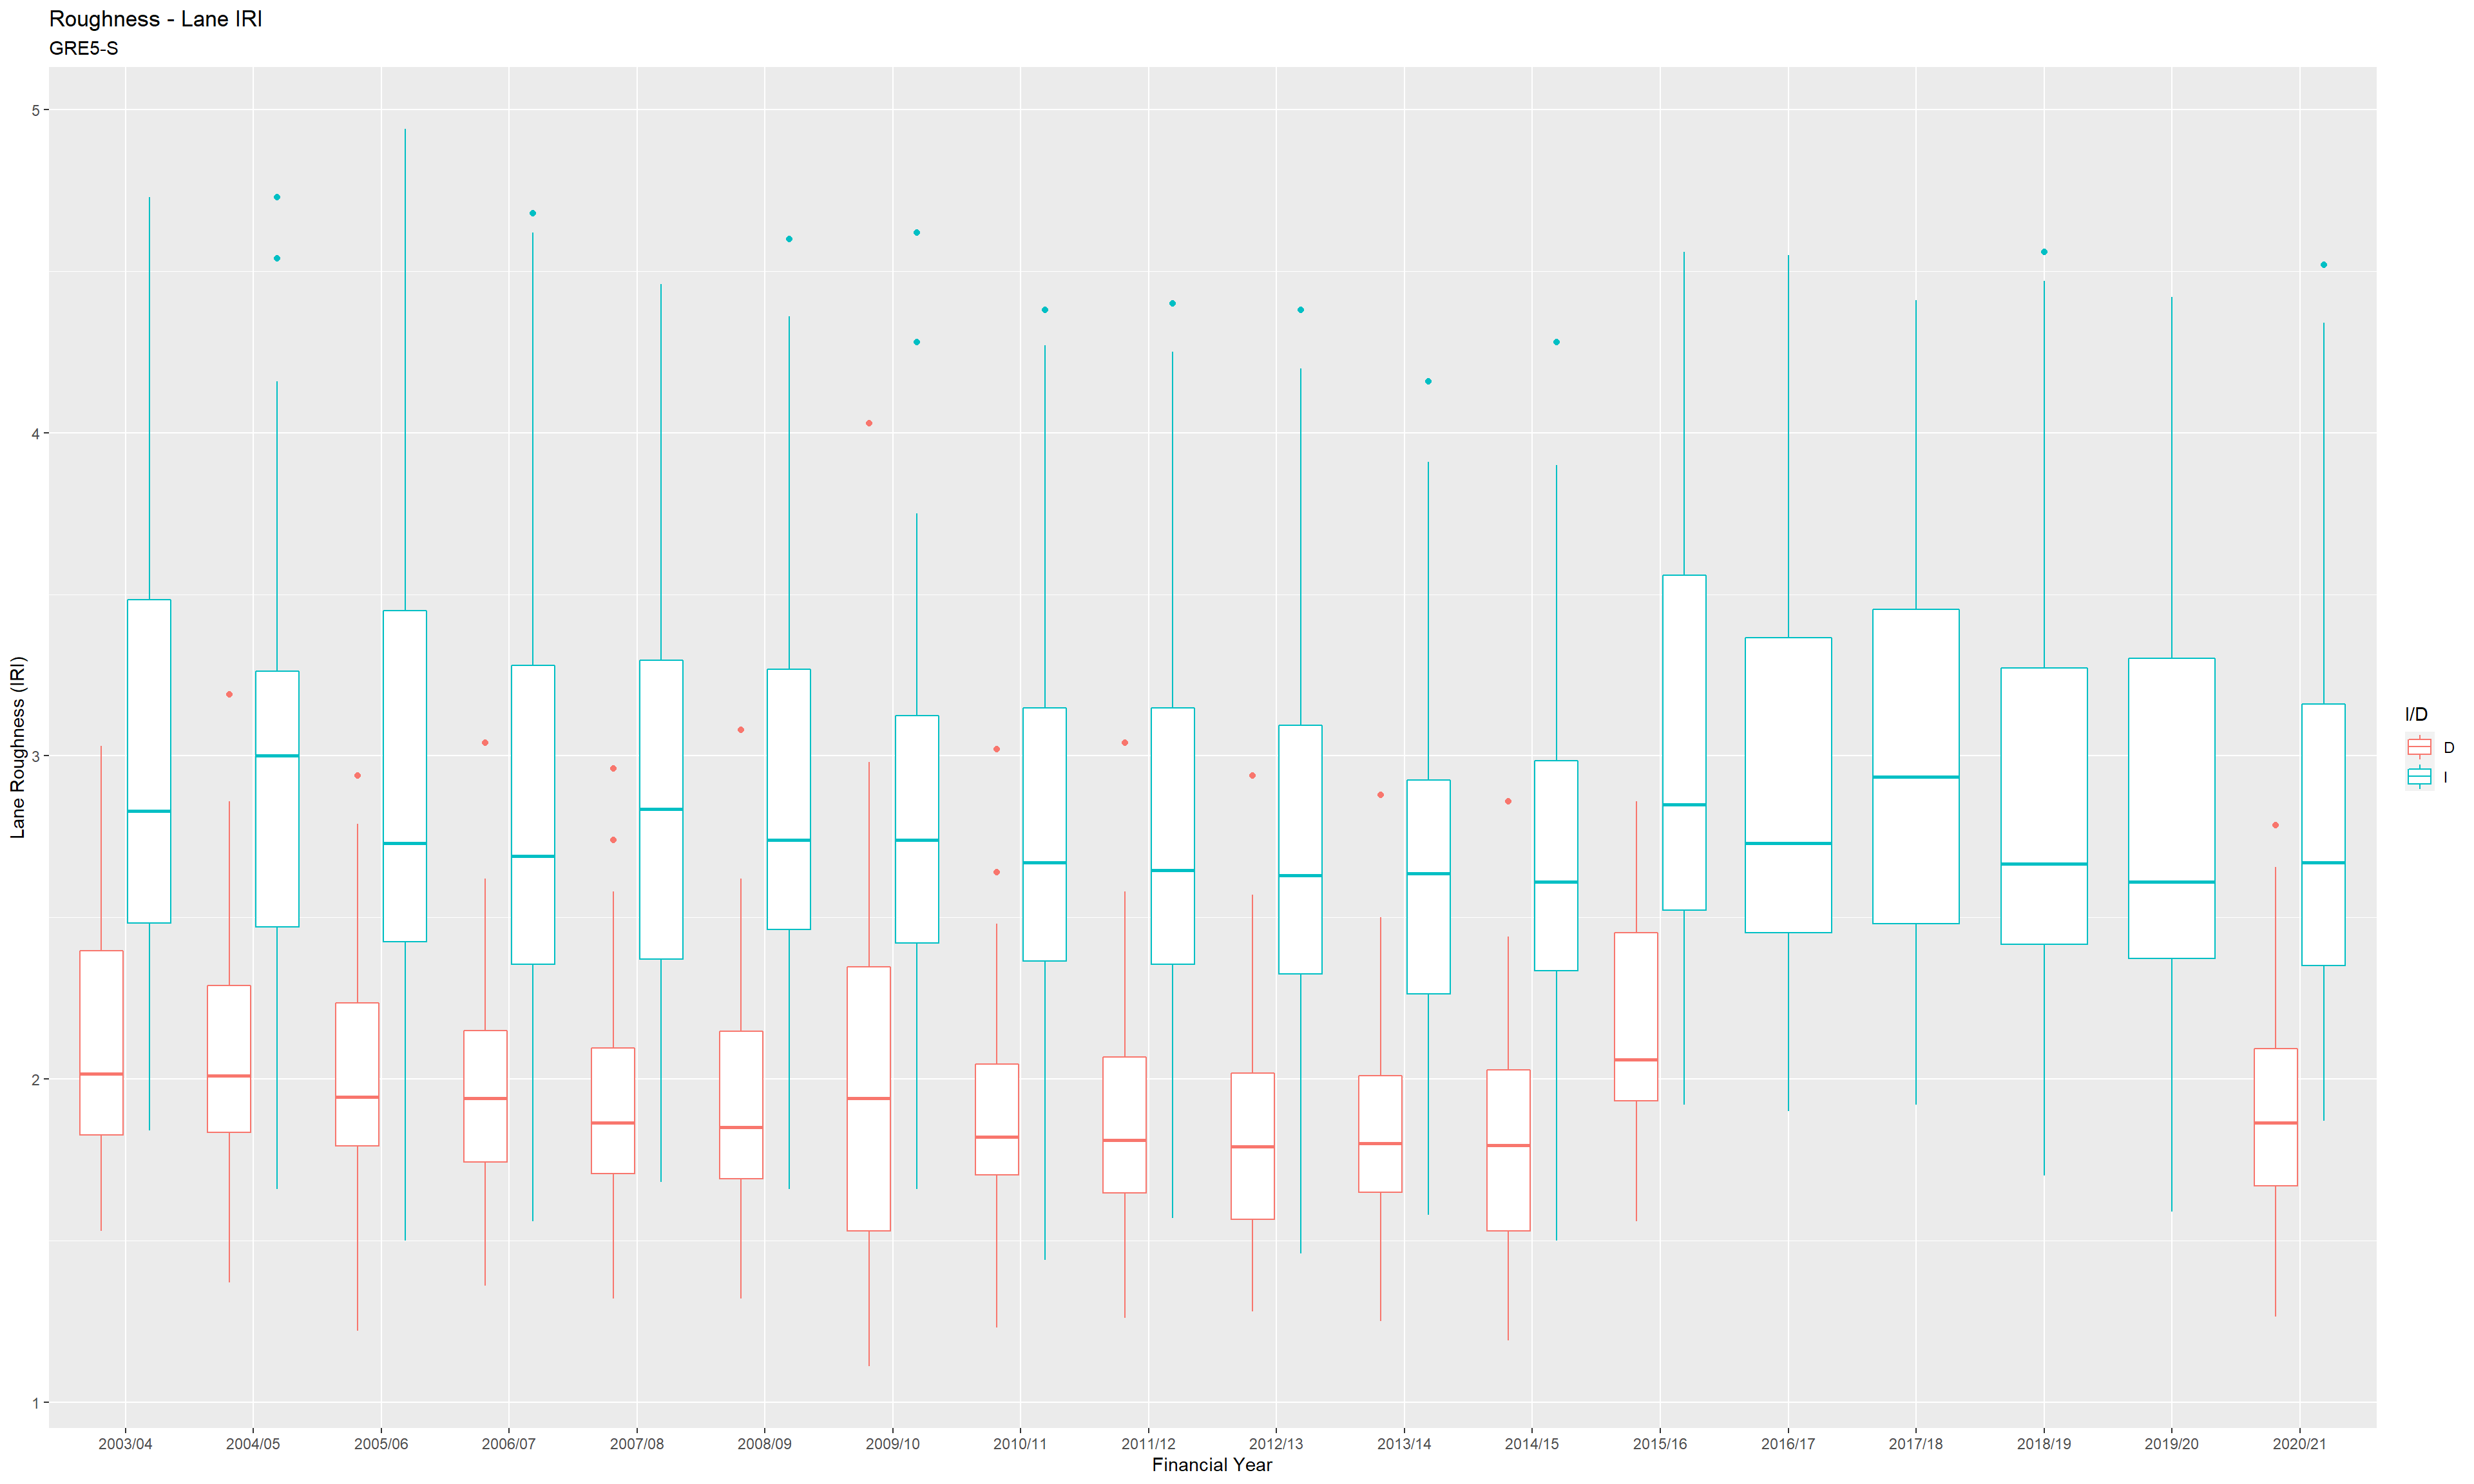 Roughness - Lane IRI
GRE5-S
5
4
3
2
1
Lane Roughness (IRI)
2003/04 2004/05 2005/06 2006/07 2007/08 2008/09 2009/10 2010/11 2011/12 2012/13 2013/14 2014/15 2015/16 2016/17 2017/18 2018/19 2019/20 2020/21
Financial Year
I/D
D
I